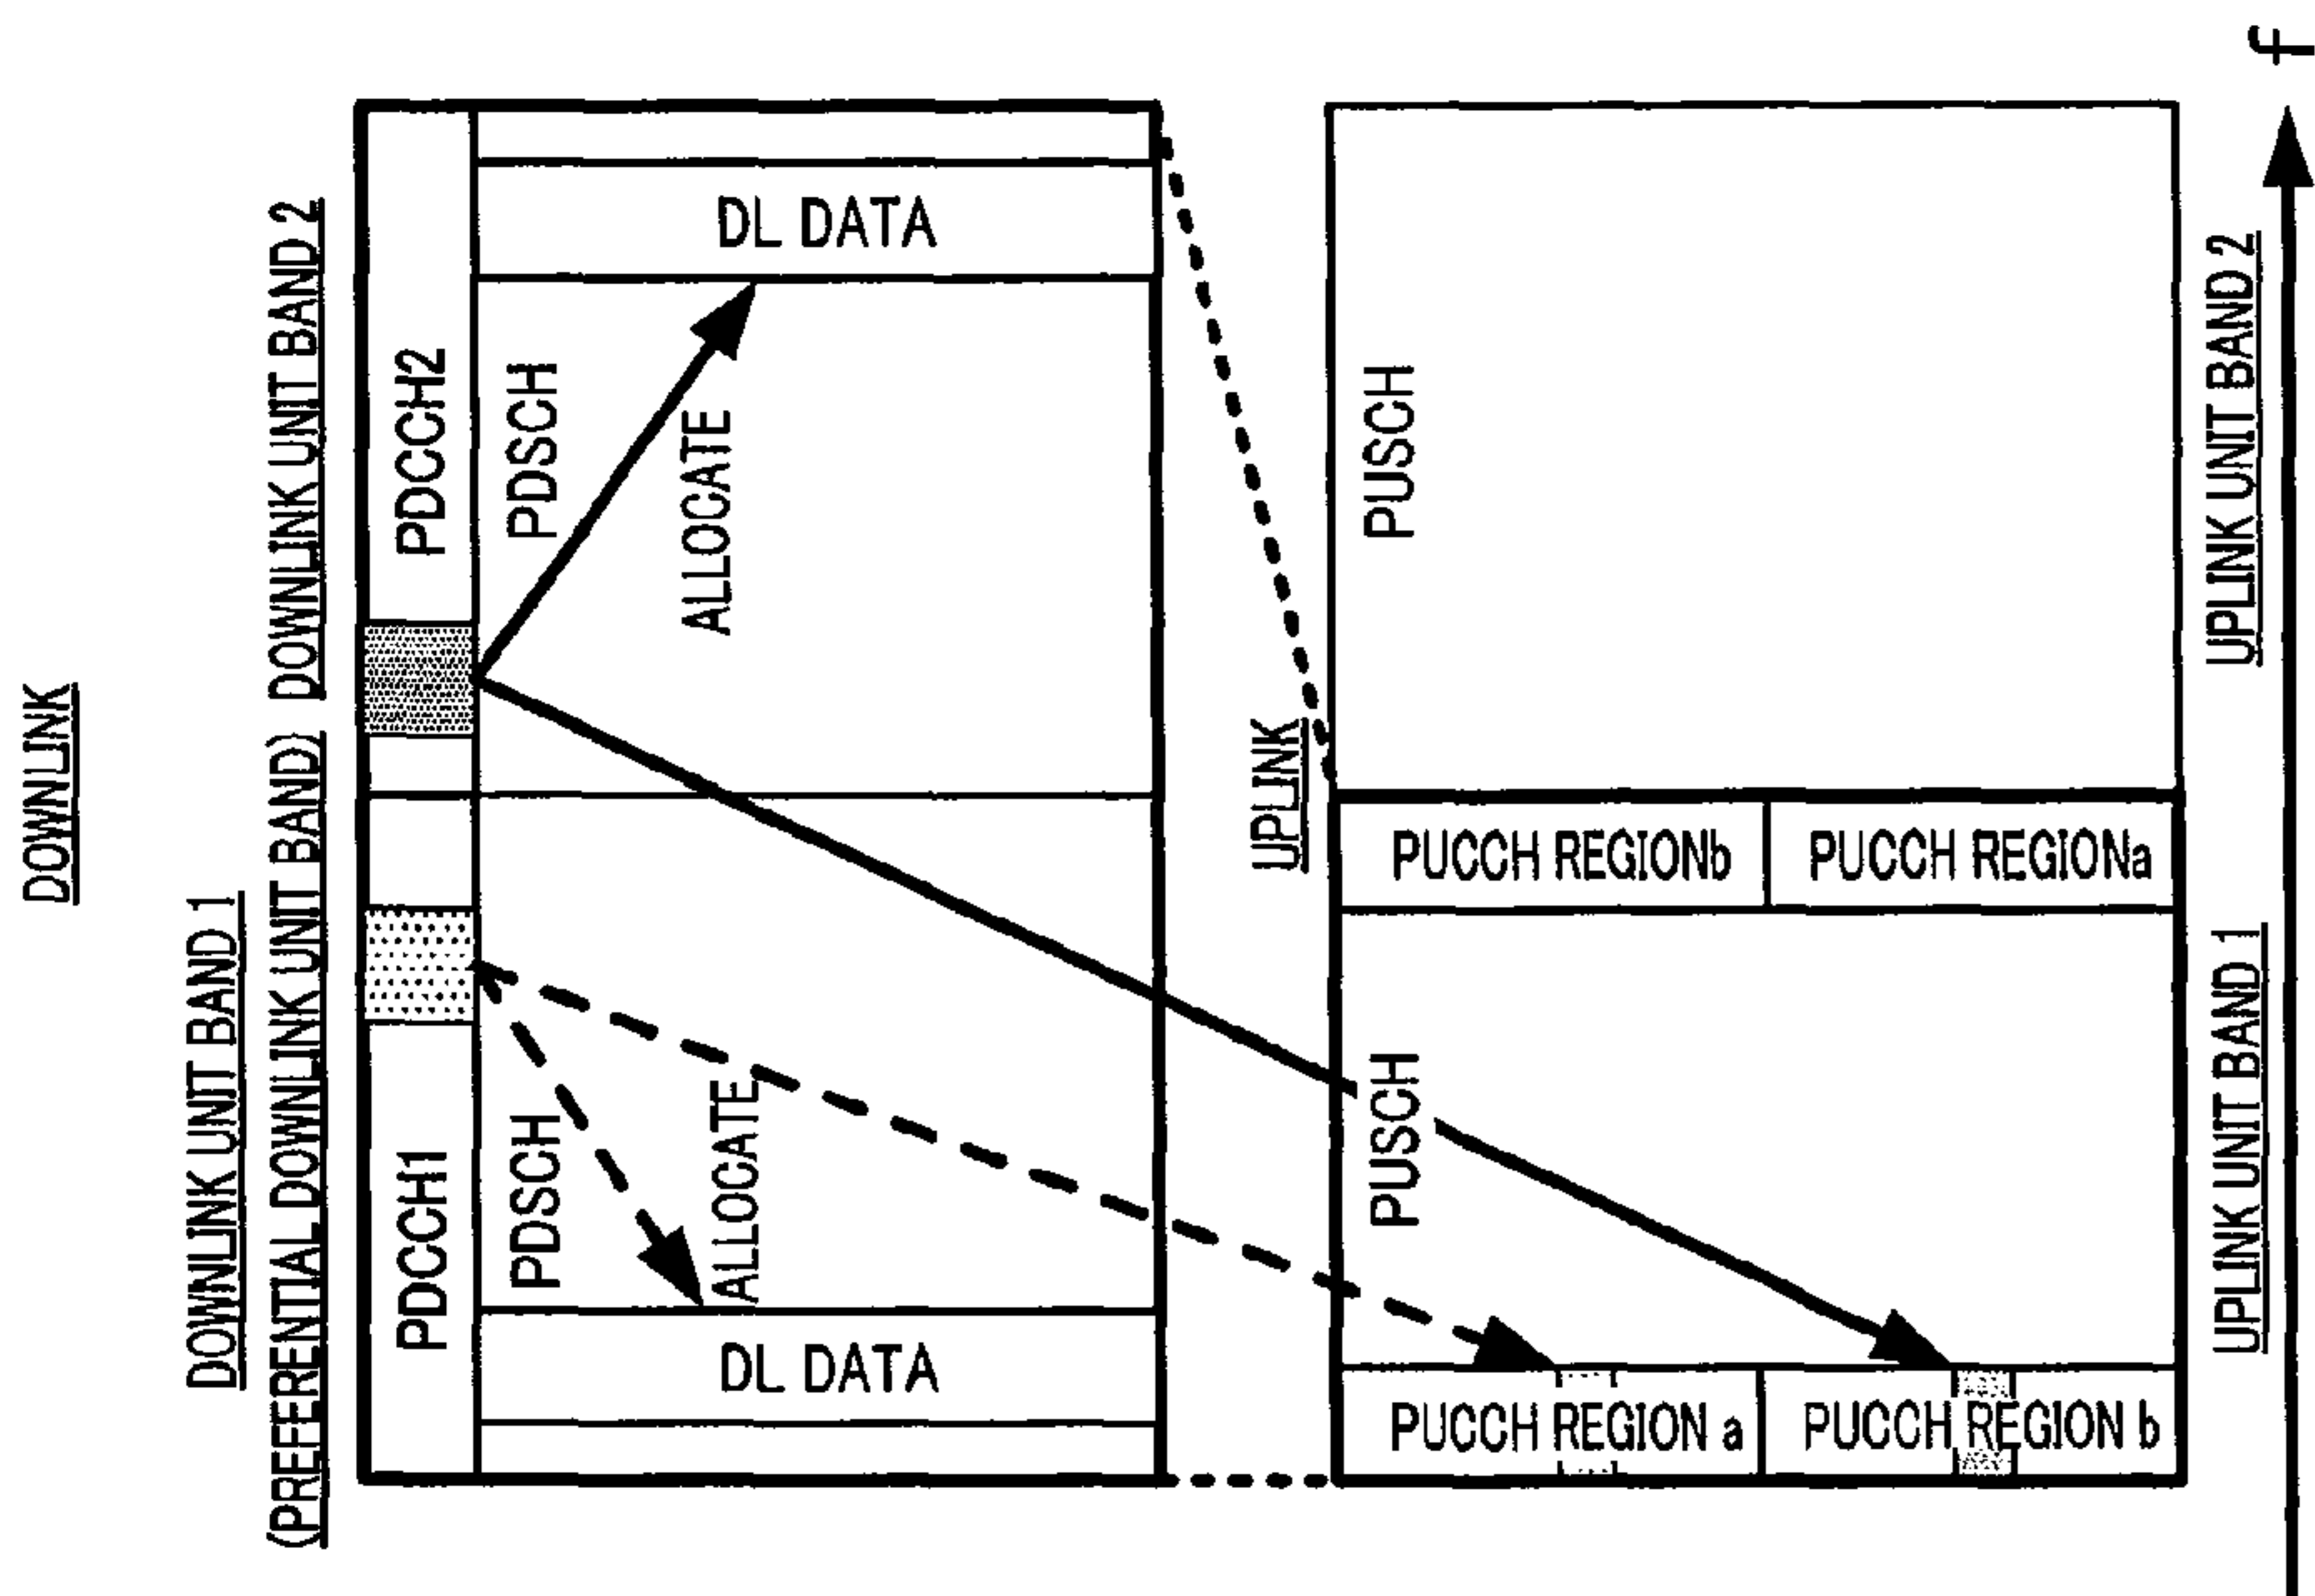 DOWNLINK
DOWNLINK UNIT BAND 1
(PREFERENTIAL DOWNLINK UNIT BAND)
DOWNLINK UNIT BAND 2
PDCCH1
PDCCH2
PDSCH
PDSCH
ALLOCATE
ALLOCATE
DL DATA
DL DATA
UPLINK
PUSCH
PUSCH
PUCCH REGION a
PUCCH REGION b
PUCCH REGIONb
PUCCH REGIONa
UPLINK UNIT BAND 1
UPLINK UNIT BAND 2
f